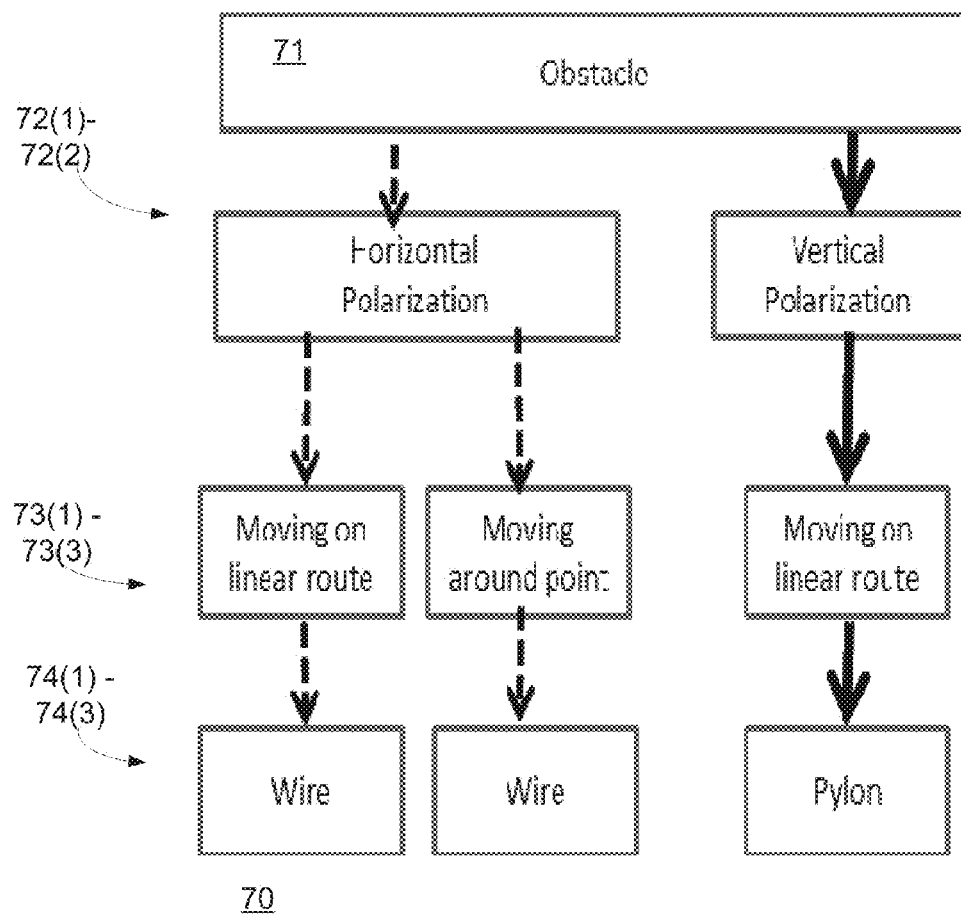 71
Obstacle
72(1)-
72(2)
Horizontal
Polarization
Vertical
Polarization
73(1) -
73(3)
Moving on
linear route
Moving
around point
Moving on
linear route
74(1) -
74(3)
Wire
Wire
Pylon
70